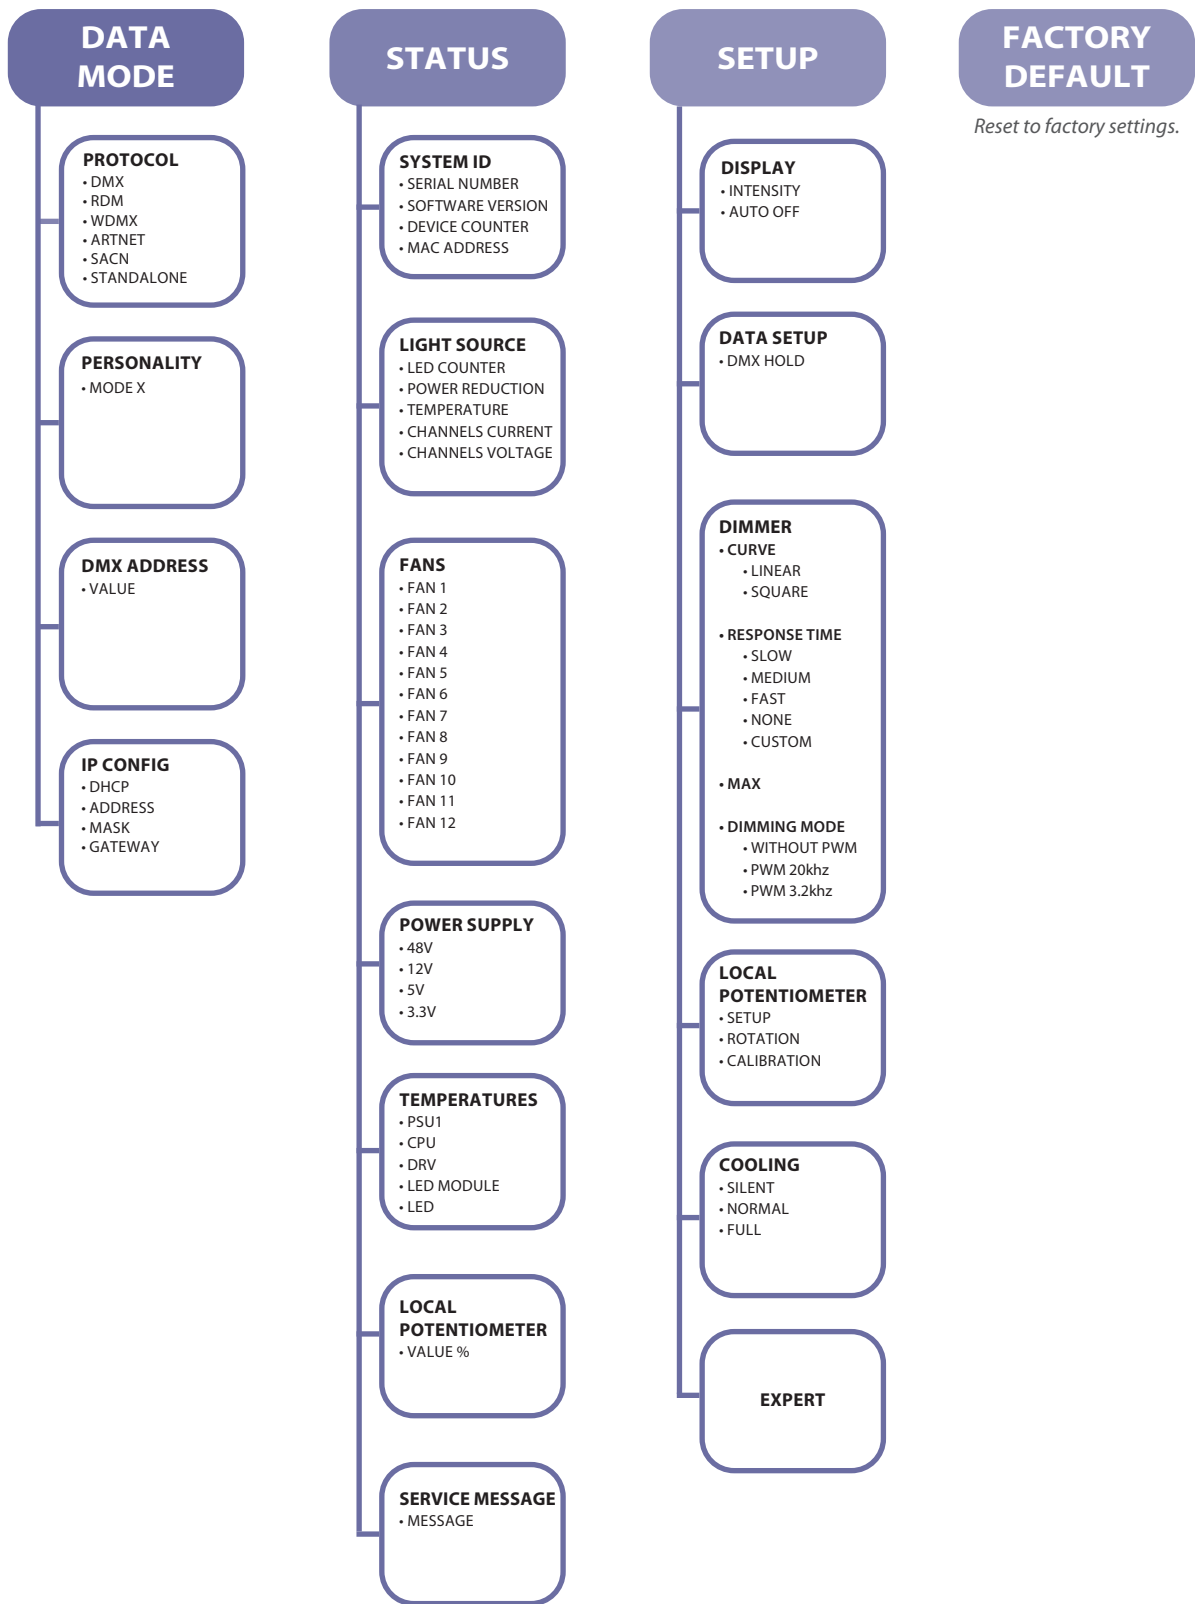 DATA
MODE
PROTOCOL
• DMX
• RDM
• WDMX
• ARTNET
• SACN
• STANDALONE
PERSONALITY
• MODE X
DMX ADDRESS
• VALUE
IP CONFIG
• DHCP
• ADDRESS
• MASK
• GATEWAY
STATUS
SYSTEM ID
• SERIAL NUMBER
• SOFTWARE VERSION
• DEVICE COUNTER
• MAC ADDRESS
LIGHT SOURCE
• LED COUNTER
• POWER REDUCTION
• TEMPERATURE
• CHANNELS CURRENT
• CHANNELS VOLTAGE
FANS
• FAN 1
• FAN 2
• FAN 3
• FAN 4
• FAN 5
• FAN 6
• FAN 7
• FAN 8
• FAN 9
• FAN 10
• FAN 11
• FAN 12
POWER SUPPLY
• 48V
• 12V
• 5V
• 3.3V
TEMPERATURES
• PSU1
• CPU
• DRV
• LED MODULE
• LED
LOCAL
POTENTIOMETER
• VALUE %
SERVICE MESSAGE
• MESSAGE
SETUP
DISPLAY
• INTENSITY
• AUTO OFF
DATA SETUP
• DMX HOLD
DIMMER
• CURVE
• LINEAR
• SQUARE
• RESPONSE TIME
• SLOW
• MEDIUM
• FAST
• NONE
• CUSTOM
• MAX
• DIMMING MODE
• WITHOUT PWM
• PWM 20khz
• PWM 3.2khz
LOCAL
POTENTIOMETER
• SETUP
• ROTATION
• CALIBRATION
COOLING
• SILENT
• NORMAL
• FULL
EXPERT
FACTORY
DEFAULT
Reset to factory settings.